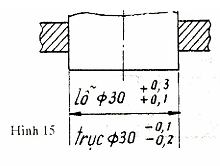 lỗ ϕ30 +0,3
+0,1
Hình 15
trục ϕ30 -0,1
-0,2